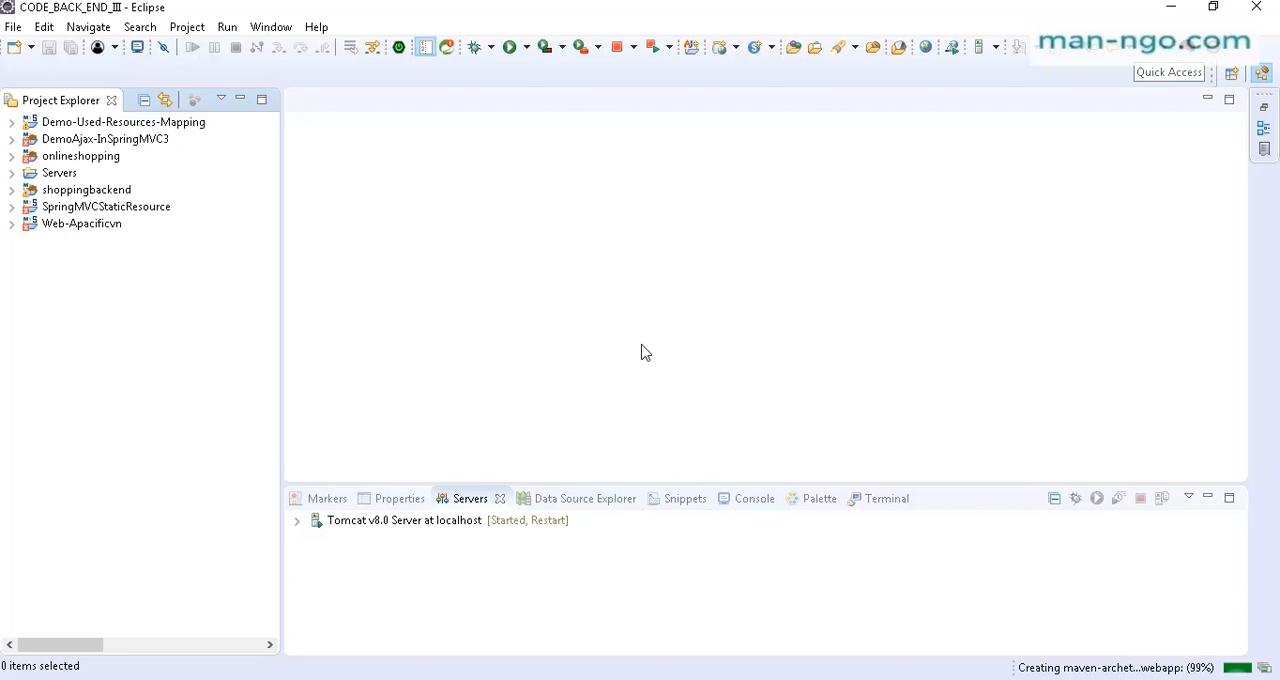 CODE_BACK_END_III - Eclipse
File Edit Navigate Search Project Run Window Help
man-ngo.com
Quick Access
Project Explorer
Demo-Used-Resources-Mapping
DemoAjax-InSpringMVC3
onlineshopping
Servers
shoppingbackend
SpringMVCStaticResource
Web-Apacificvn
Markers Properties Servers Data Source Explorer Snippets Console Palette Terminal
Tomcat v8.0 Server at localhost [Started, Restart]
0 items selected
Creating maven-archet...webapp: (99%)